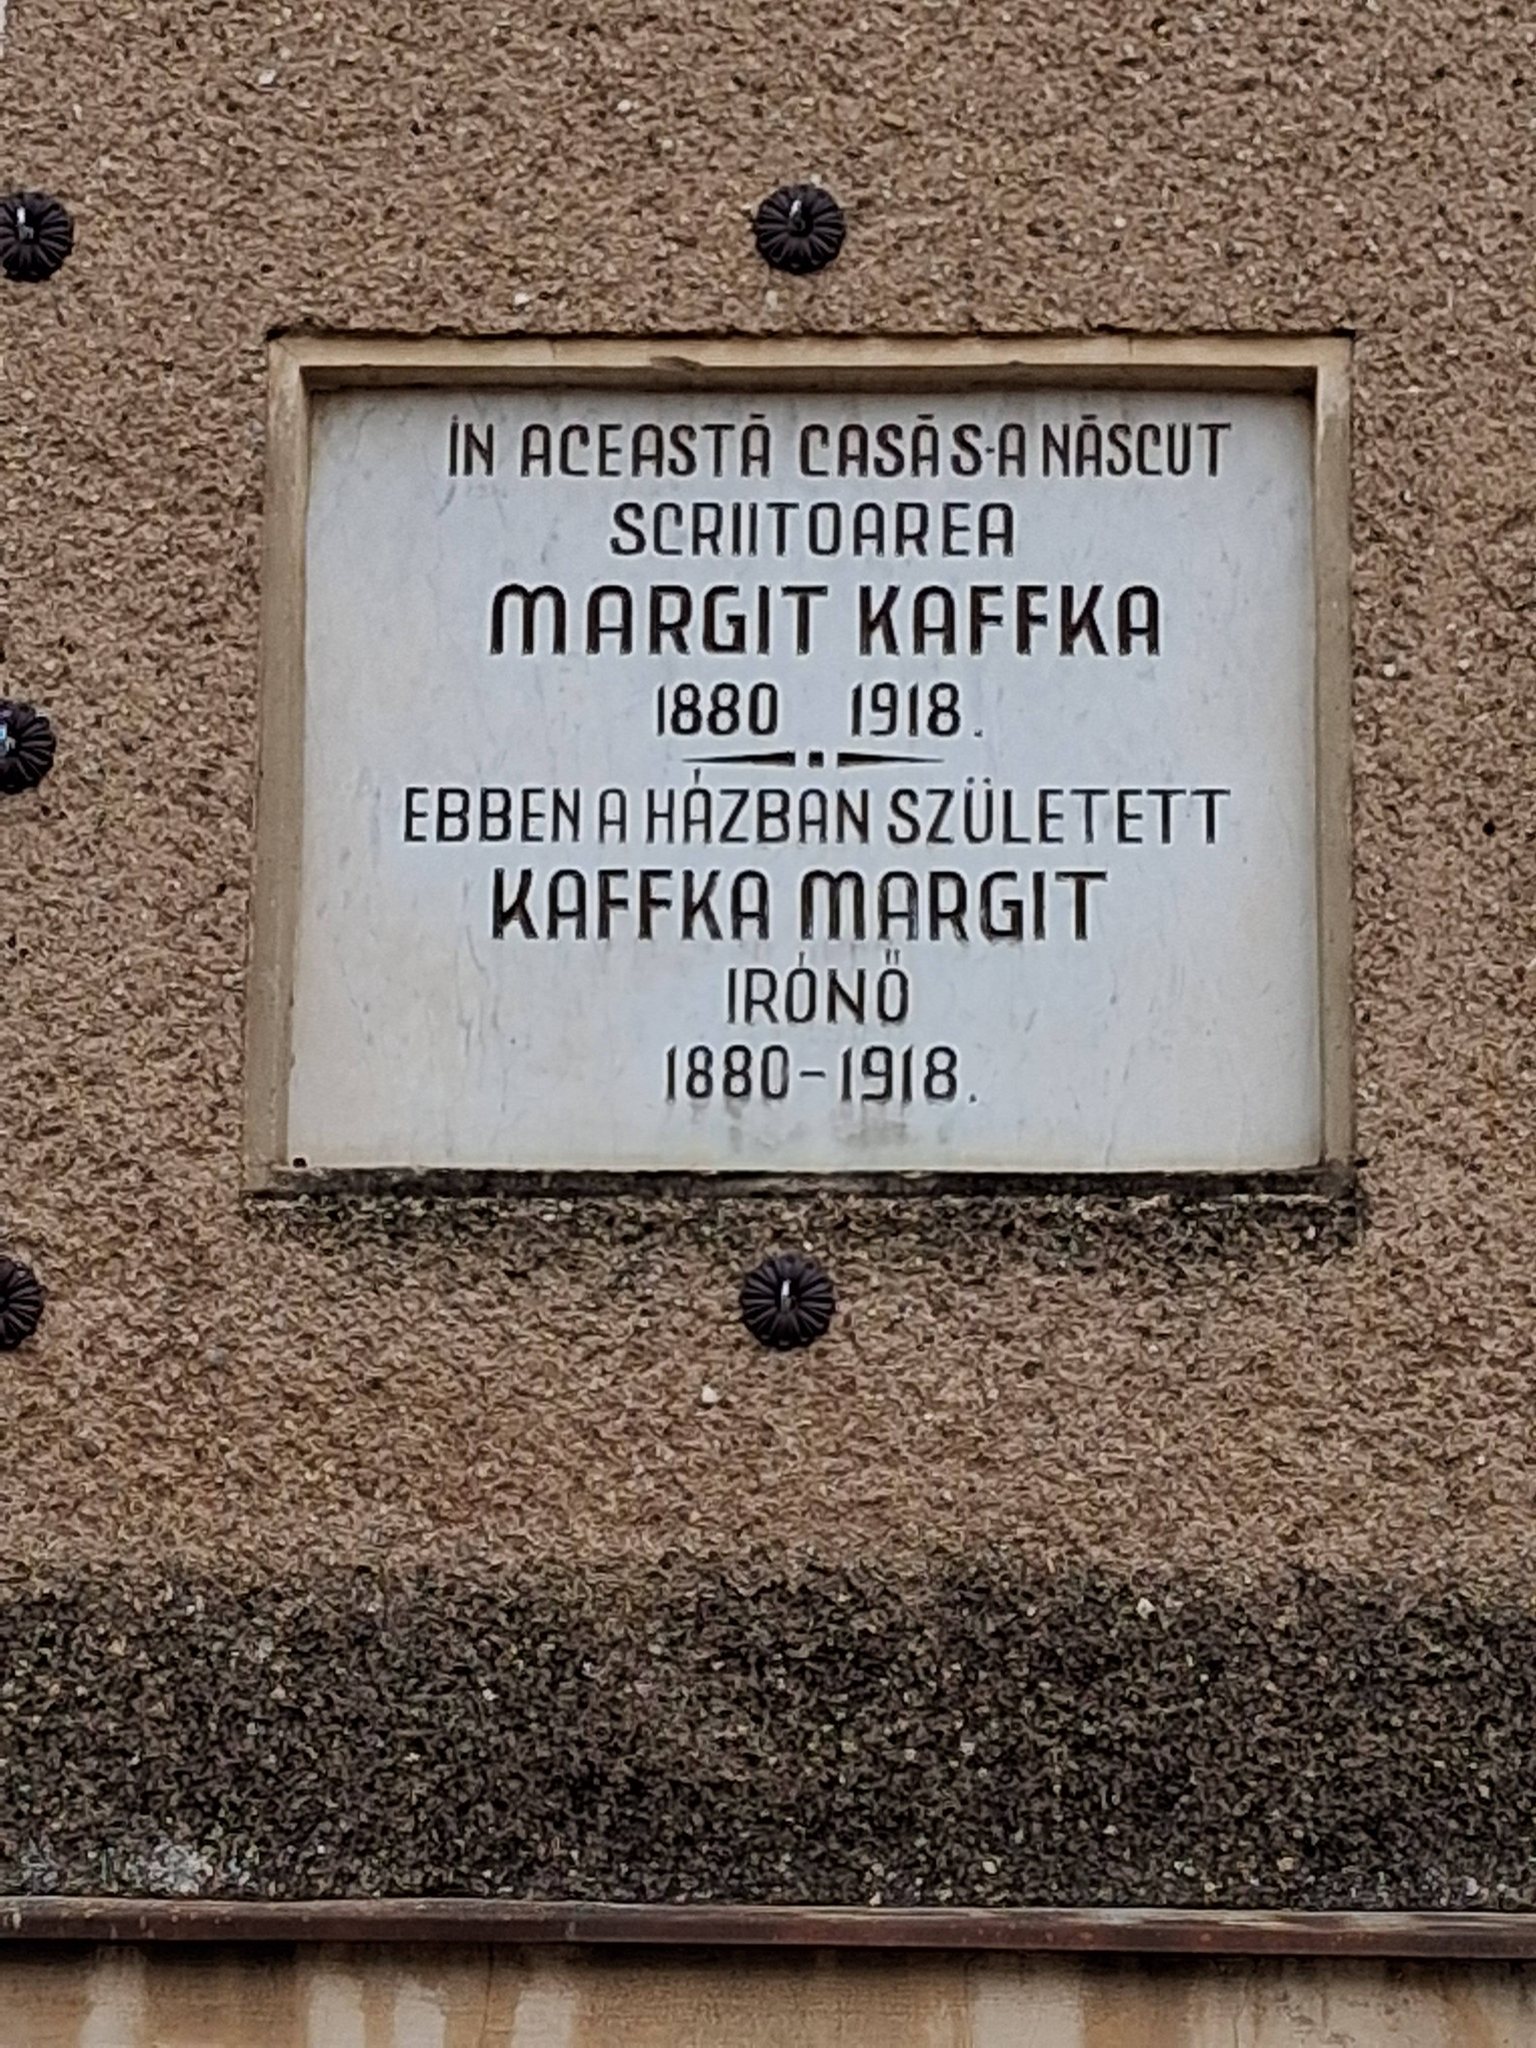 ÎN ACEASTĂ CASĂ S-A NĂSCUT
SCRIITOAREA
MARGIT KAFFKA
1880 1918.
EBBEN A HÁZBAN SZÜLETETT
KAFFKA MARGIT
IRÓNŐ
1880-1918.